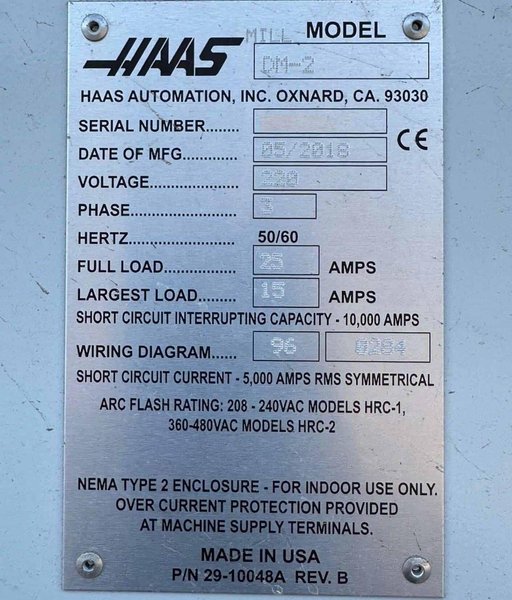 HAAS MILL MODEL
DM-2
HAAS AUTOMATION, INC. OXNARD, CA. 93030
SERIAL NUMBER........
DATE OF MFG............. 05/2018 CE
VOLTAGE.................. 220
PHASE...................... 3
HERTZ 50/60
FULL LOAD............... 25 AMPS
LARGEST LOAD......... 15 AMPS
SHORT CIRCUIT INTERRUPTING CAPACITY - 10,000 AMPS
WIRING DIAGRAM....... 96 0284
SHORT CIRCUIT CURRENT - 5,000 AMPS RMS SYMMETRICAL
ARC FLASH RATING: 208 - 240VAC MODELS HRC-1,
360-480VAC MODELS HRC-2
NEMA TYPE 2 ENCLOSURE - FOR INDOOR USE ONLY.
OVER CURRENT PROTECTION PROVIDED
AT MACHINE SUPPLY TERMINALS.
MADE IN USA
P/N 29-10048A REV. B